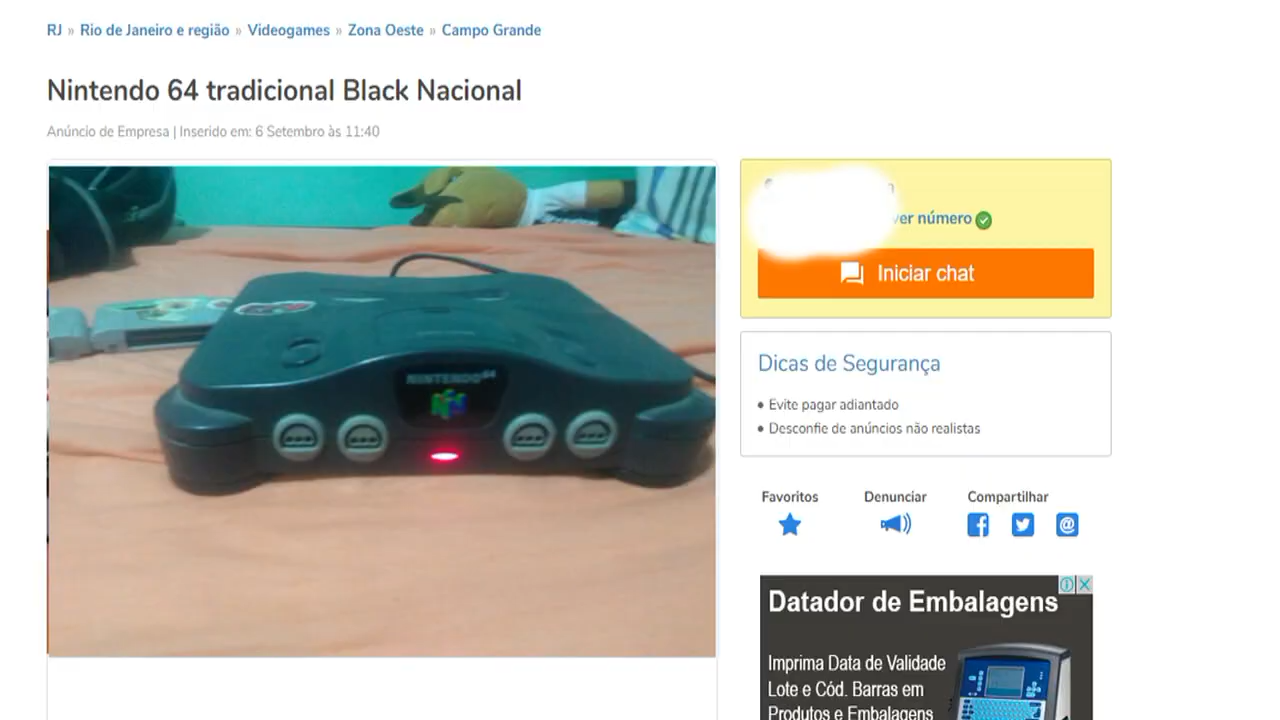 RJ » Rio de Janeiro e região » Videogames » Zona Oeste » Campo Grande
Nintendo 64 tradicional Black Nacional
Anúncio de Empresa | Inserido em: 6 Setembro às 11:40
NINTENDO 64
ver número
Iniciar chat
Dicas de Segurança
• Evite pagar adiantado
• Desconfie de anúncios não realistas
Favoritos
Denunciar
Compartilhar
Datador de Embalagens
Imprima Data de Validade
Lote e Cód. Barras em
Produtos e Embalagens